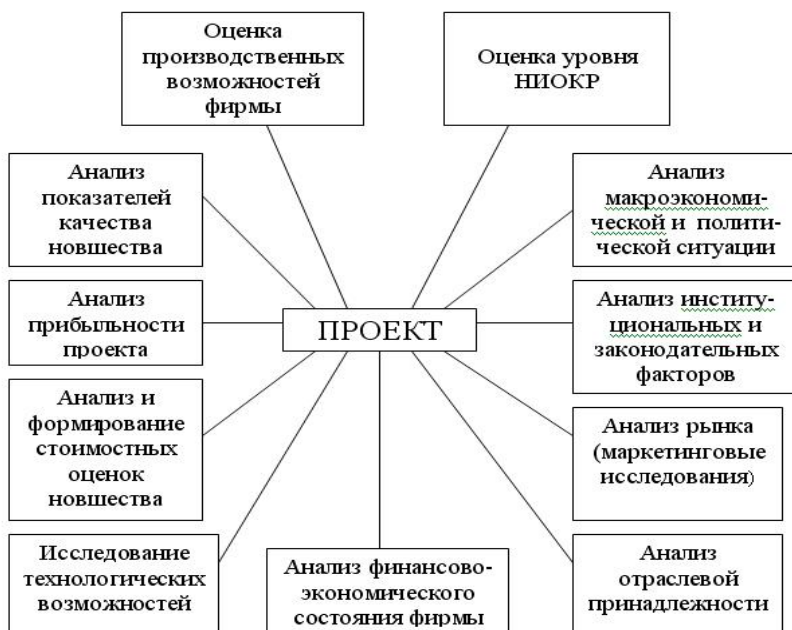 Оценка
производственных
возможностей
фирмы
Оценка уровня
НИОКР
Анализ
показателей
качества
новшества
Анализ
макроэкономи-
ческой и полити-
ческой ситуации
Анализ
прибыльности
проекта
ПРОЕКТ
Анализ институ-
циональных и
законодательных
факторов
Анализ и
формирование
стоимостных
оценок
новшества
Анализ рынка
(маркетинговые
исследования)
Исследование
технологических
возможностей
Анализ финансово-
экономического
состояния фирмы
Анализ
отраслевой
принадлежности